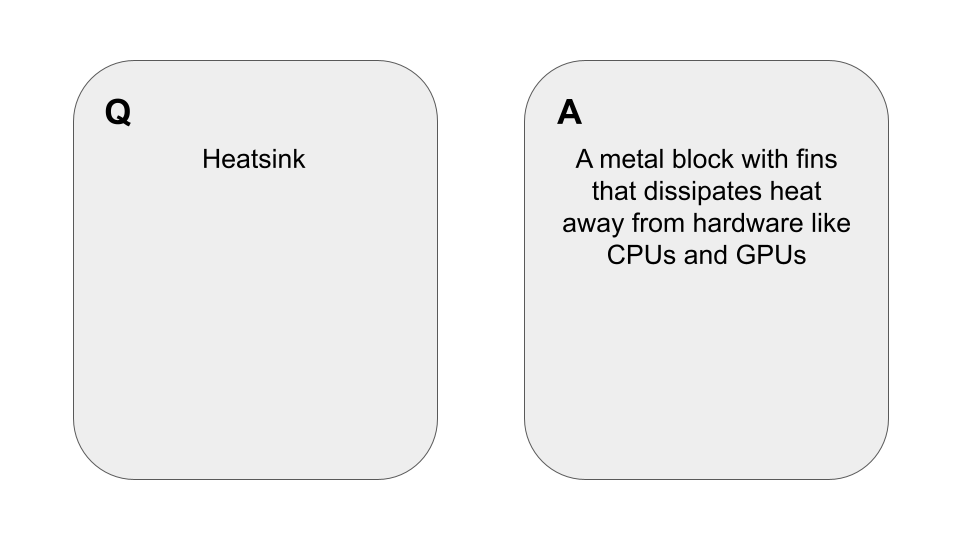 Q
Heatsink
A
A metal block with fins
that dissipates heat
away from hardware like
CPUs and GPUs